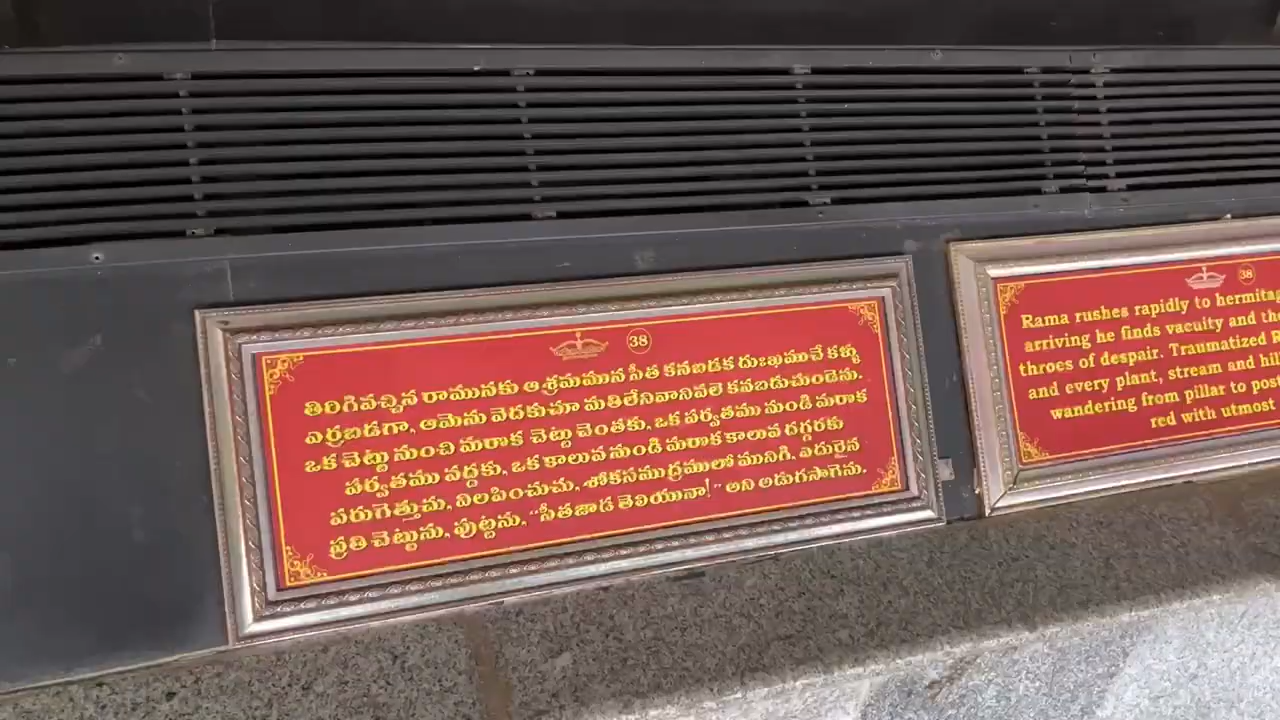 38
తిరిగివచ్చిన రామునకు ఆశ్రమమున సీత కనబడక దుఃఖముచే కళ్ళు
ఎర్రబడగా, ఆమెను వెదకుచూ మతిలేనివానివలె కనబడుచుండెను.
ఒక చెట్టు నుంచి మరొక చెట్టు చెంతకు, ఒక పర్వతము నుండి మరొక
పర్వతము వద్దకు, ఒక కాలువ నుండి మరొక కాలువ దగ్గరకు
పరుగెత్తుచు, విలపించుచు, శోకసముద్రములో మునిగి, ఎదురైన
ప్రతి చెట్టును, పుట్టను, "సీతజాడ తెలియునా!" అని అడుగసాగెను.
38
Rama rushes rapidly to hermitag
arriving he finds vacuity and the
throes of despair. Traumatized R
and every plant, stream and hil
wandering from pillar to post
red with utmost